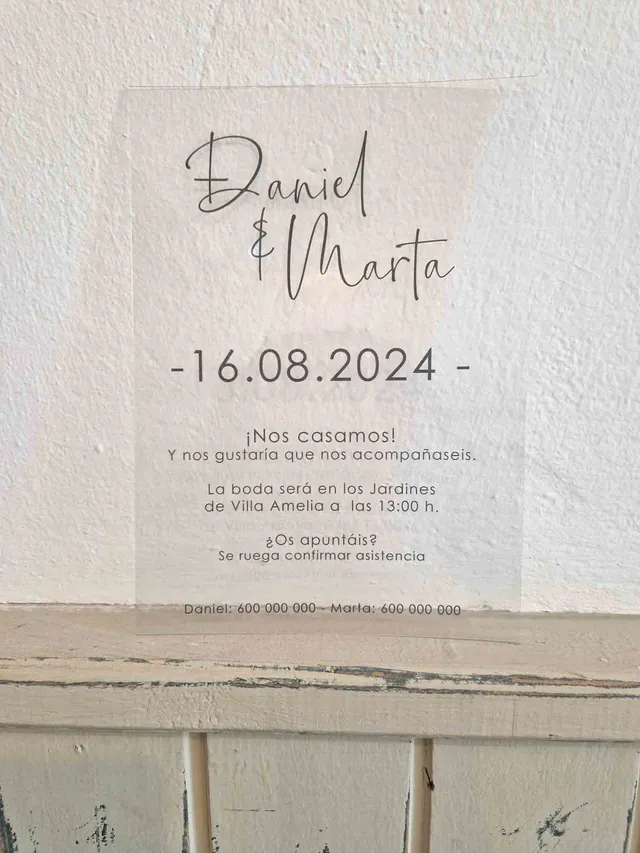 Daniel
& Marta
-16.08.2024 -
¡Nos casamos!
Y nos gustaría que nos acompañaseis.
La boda será en los Jardines
de Villa Amelia a las 13:00 h.
¿Os apuntáis?
Se ruega confirmar asistencia
Daniel: 600 000 000 - Marta: 600 000 000